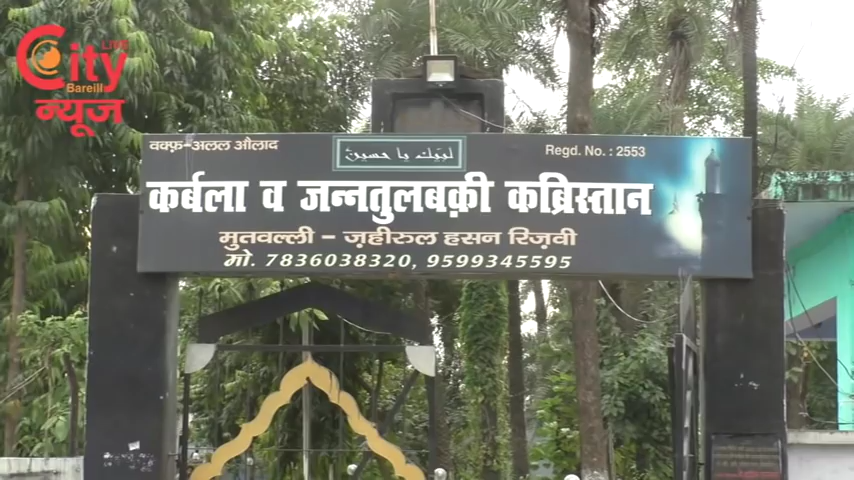 City LIVE
Bareilly
न्यूज
वक्फ़-अलल औलाद
لبیک یا حسین
Regd. No. : 2553
कर्बला व जन्नतुलबक़ी कब्रिस्तान
मुतवल्ली - ज़हीरुल हसन रिज़वी
मो. 7836038320, 9599345595